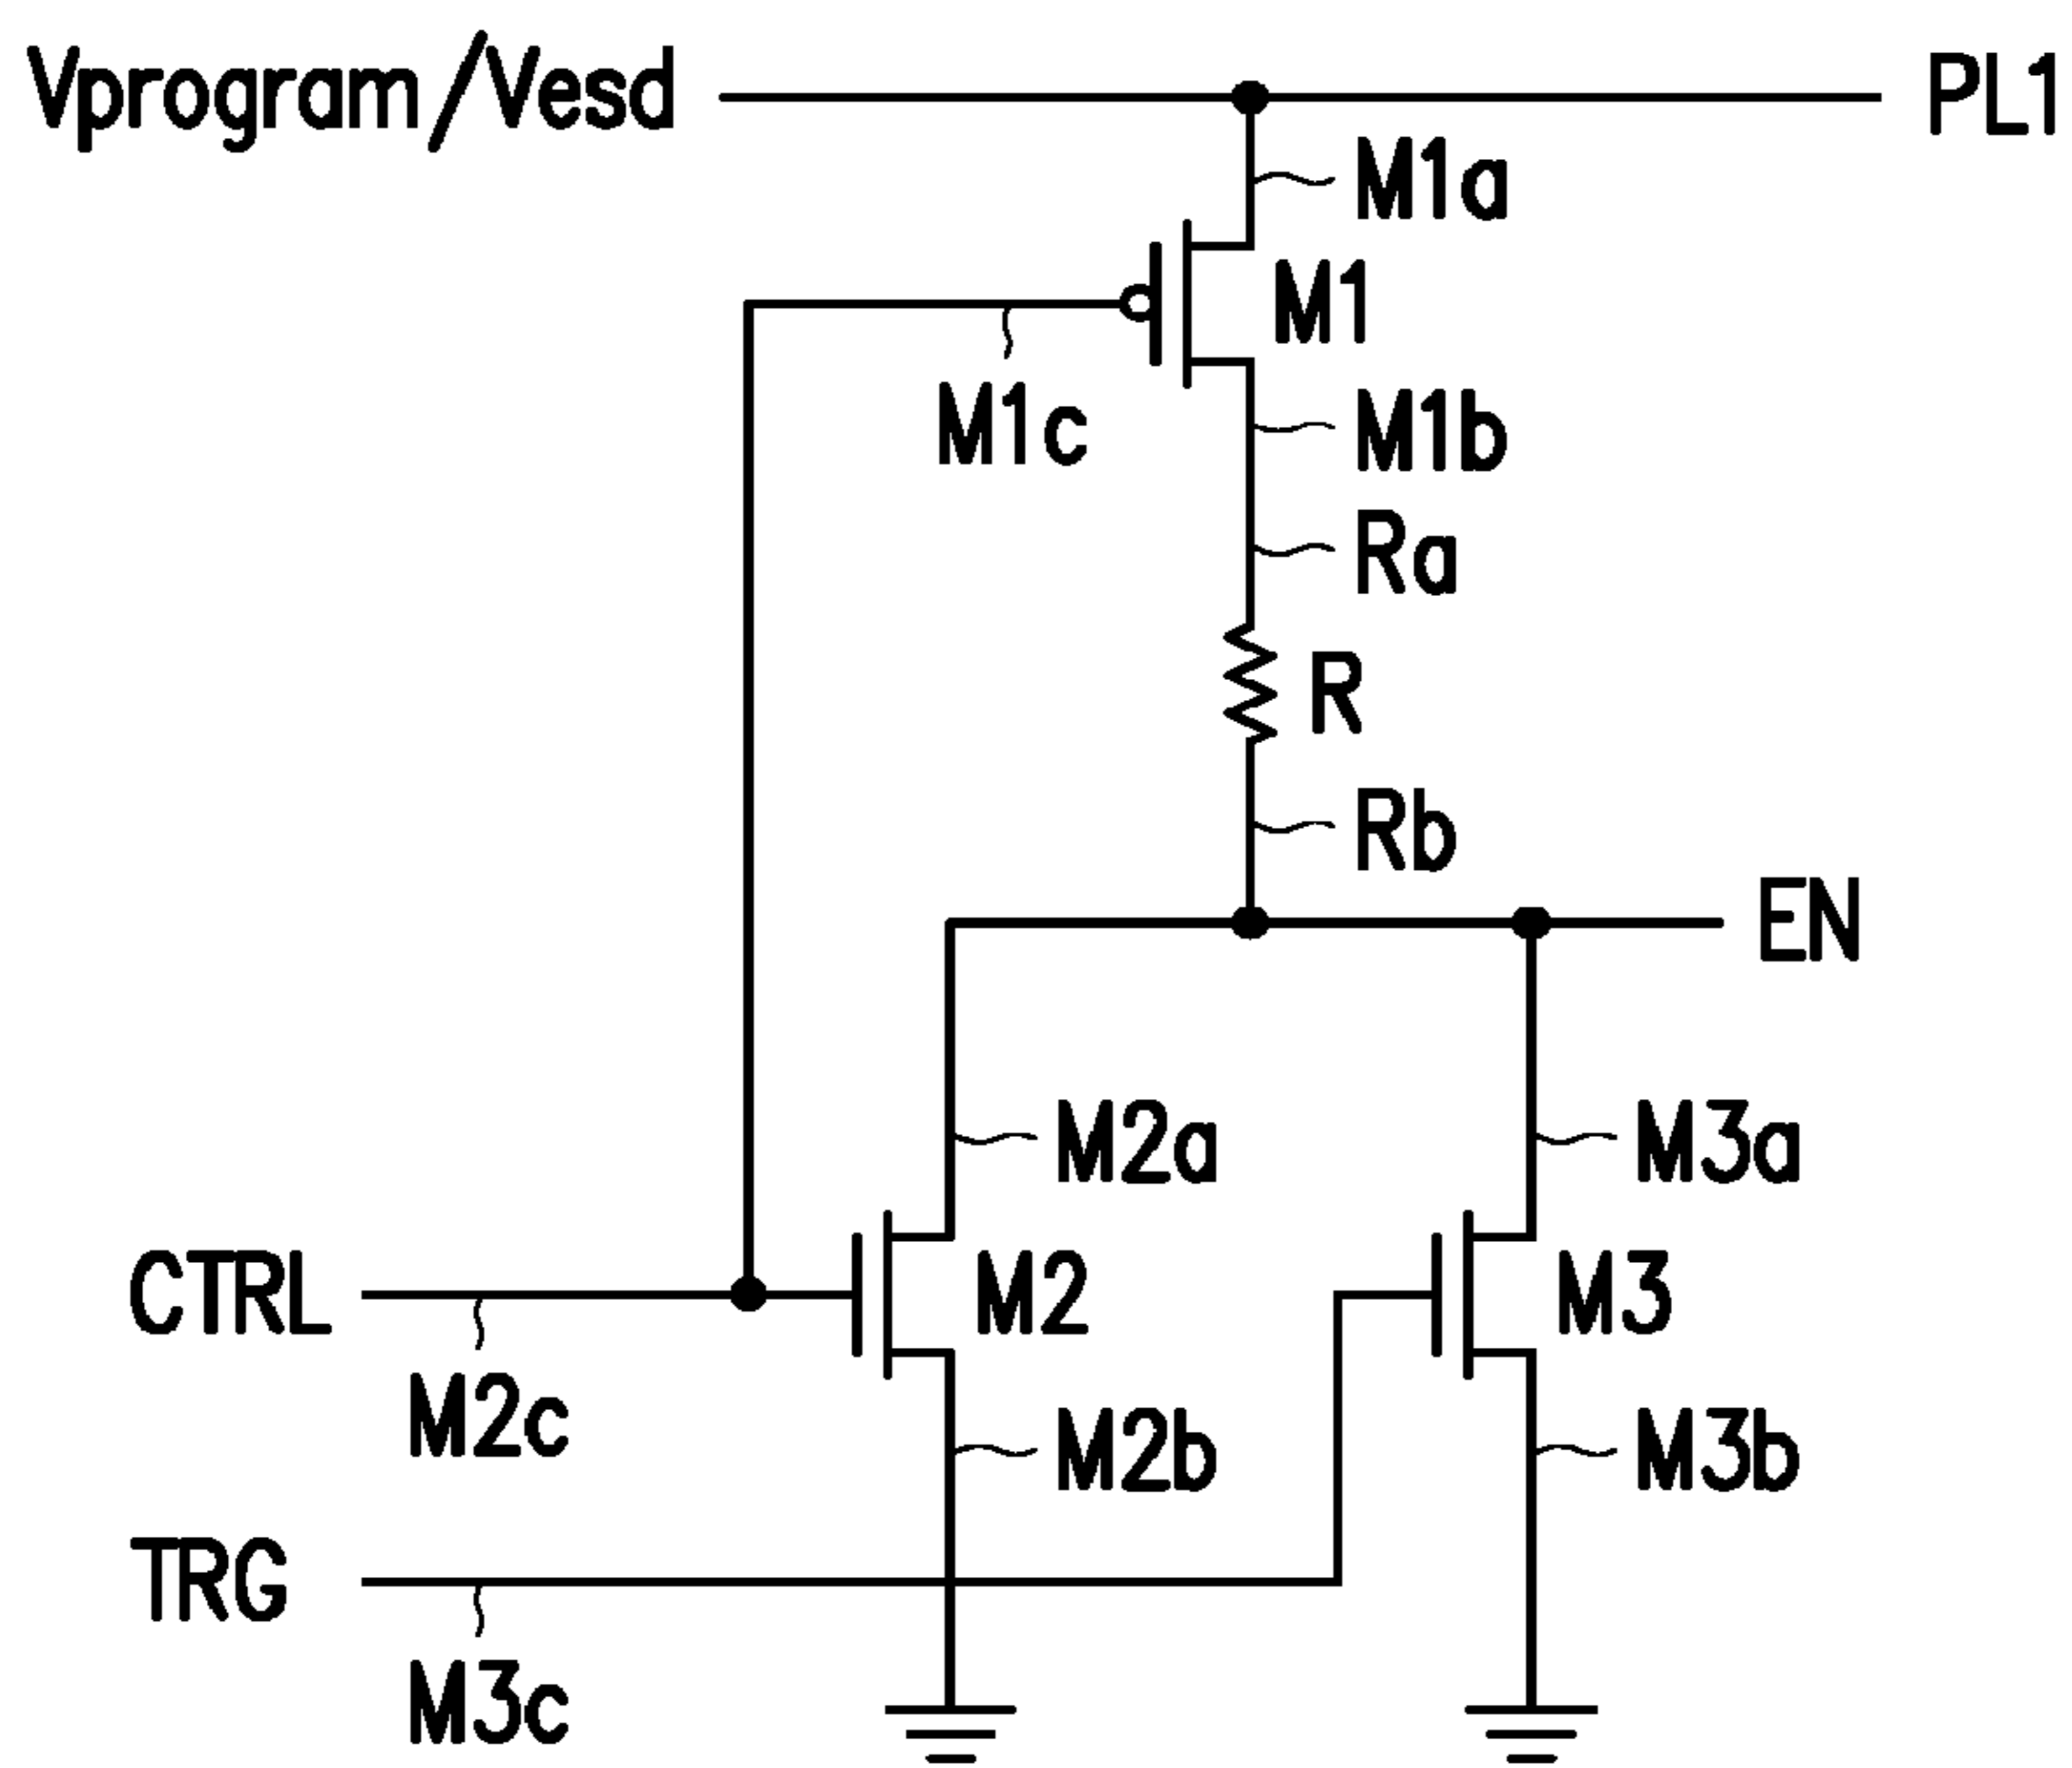 Vprogram/Vesd
PL1
M1a
M1
M1c
M1b
Ra
R
Rb
EN
M2a
M3a
CTRL
M2
M3
M2c
M2b
M3b
TRG
M3c